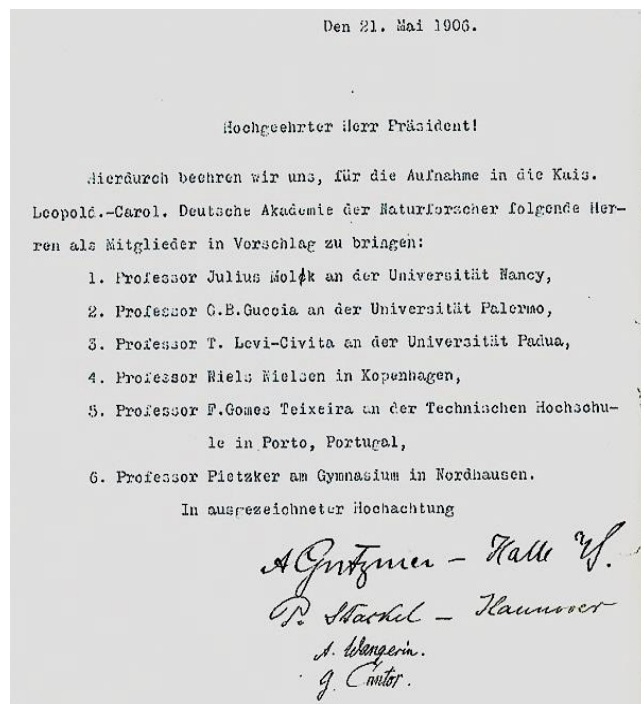 Den 21. Mai 1906.
Hochgeehrter Herr Präsident!
Hierdurch beehren wir uns, für die Aufnahme in die Kais.
Leopold.-Carol. Deutsche Akademie der Naturforscher folgende Her-
ren als Mitglieder in Vorschlag zu bringen:
1. Professor Julius Molk an der Universität Nancy,
2. Professor G.B.Guccia an der Universität Palermo,
3. Professor T. Levi-Civita an der Universität Padua,
4. Professor Niels Nielsen in Kopenhagen,
5. Professor F.Gomes Teixeira an der Technischen Hochschu-
le in Porto, Portugal,
6. Professor Pietzker am Gymnasium in Nordhausen.
In ausgezeichneter Hochachtung
A Gutzmer – Halle
P. Stäckel – Hannover
A. Wangerin.
G. Cantor.